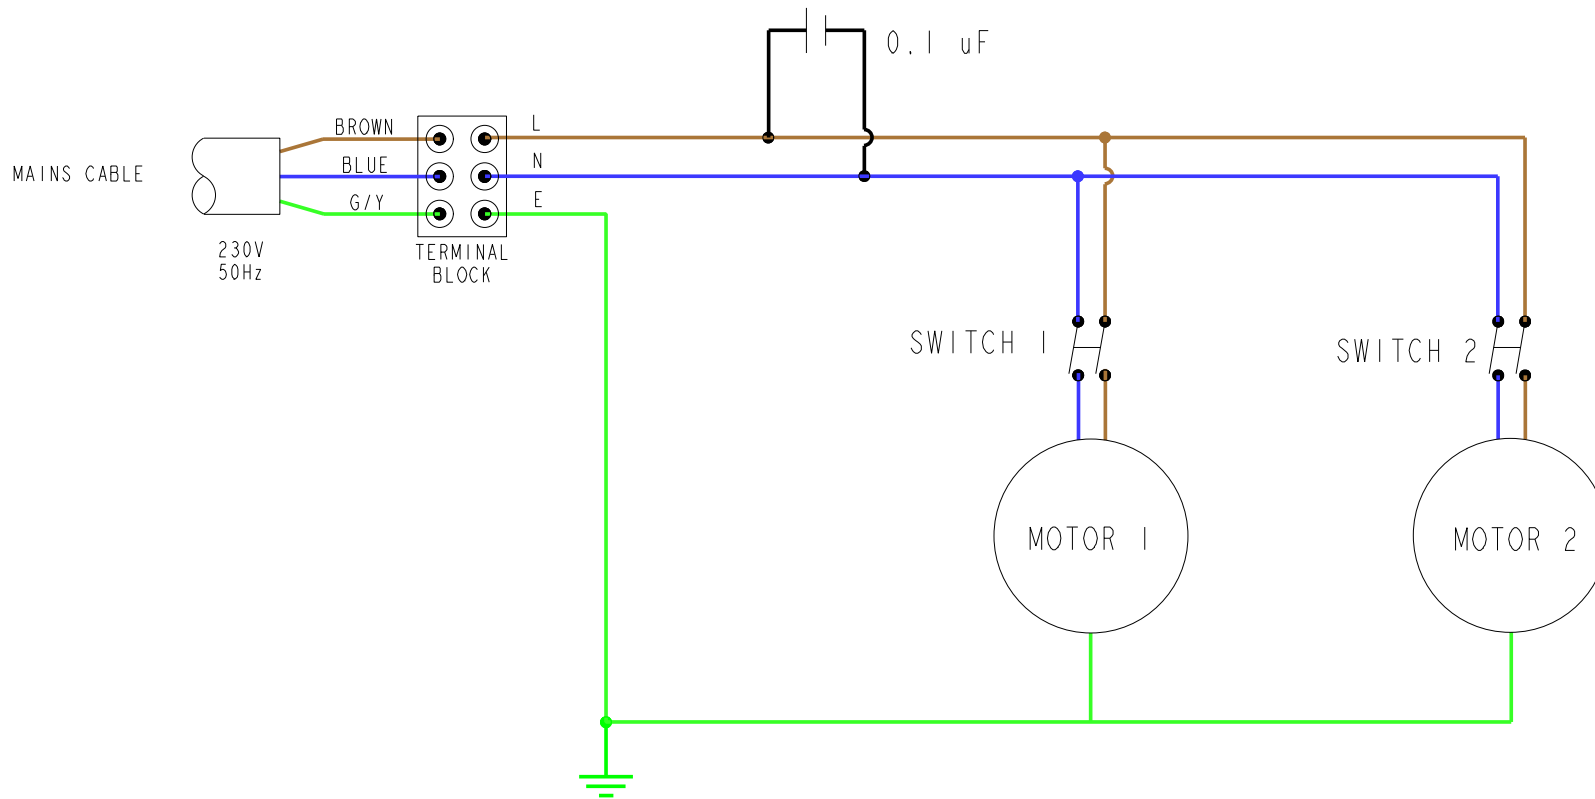 0.1 uF
BROWN
L
BLUE
N
MAINS CABLE
G/Y
E
230V
50Hz
TERMINAL
BLOCK
SWITCH 1
SWITCH 2
MOTOR 1
MOTOR 2